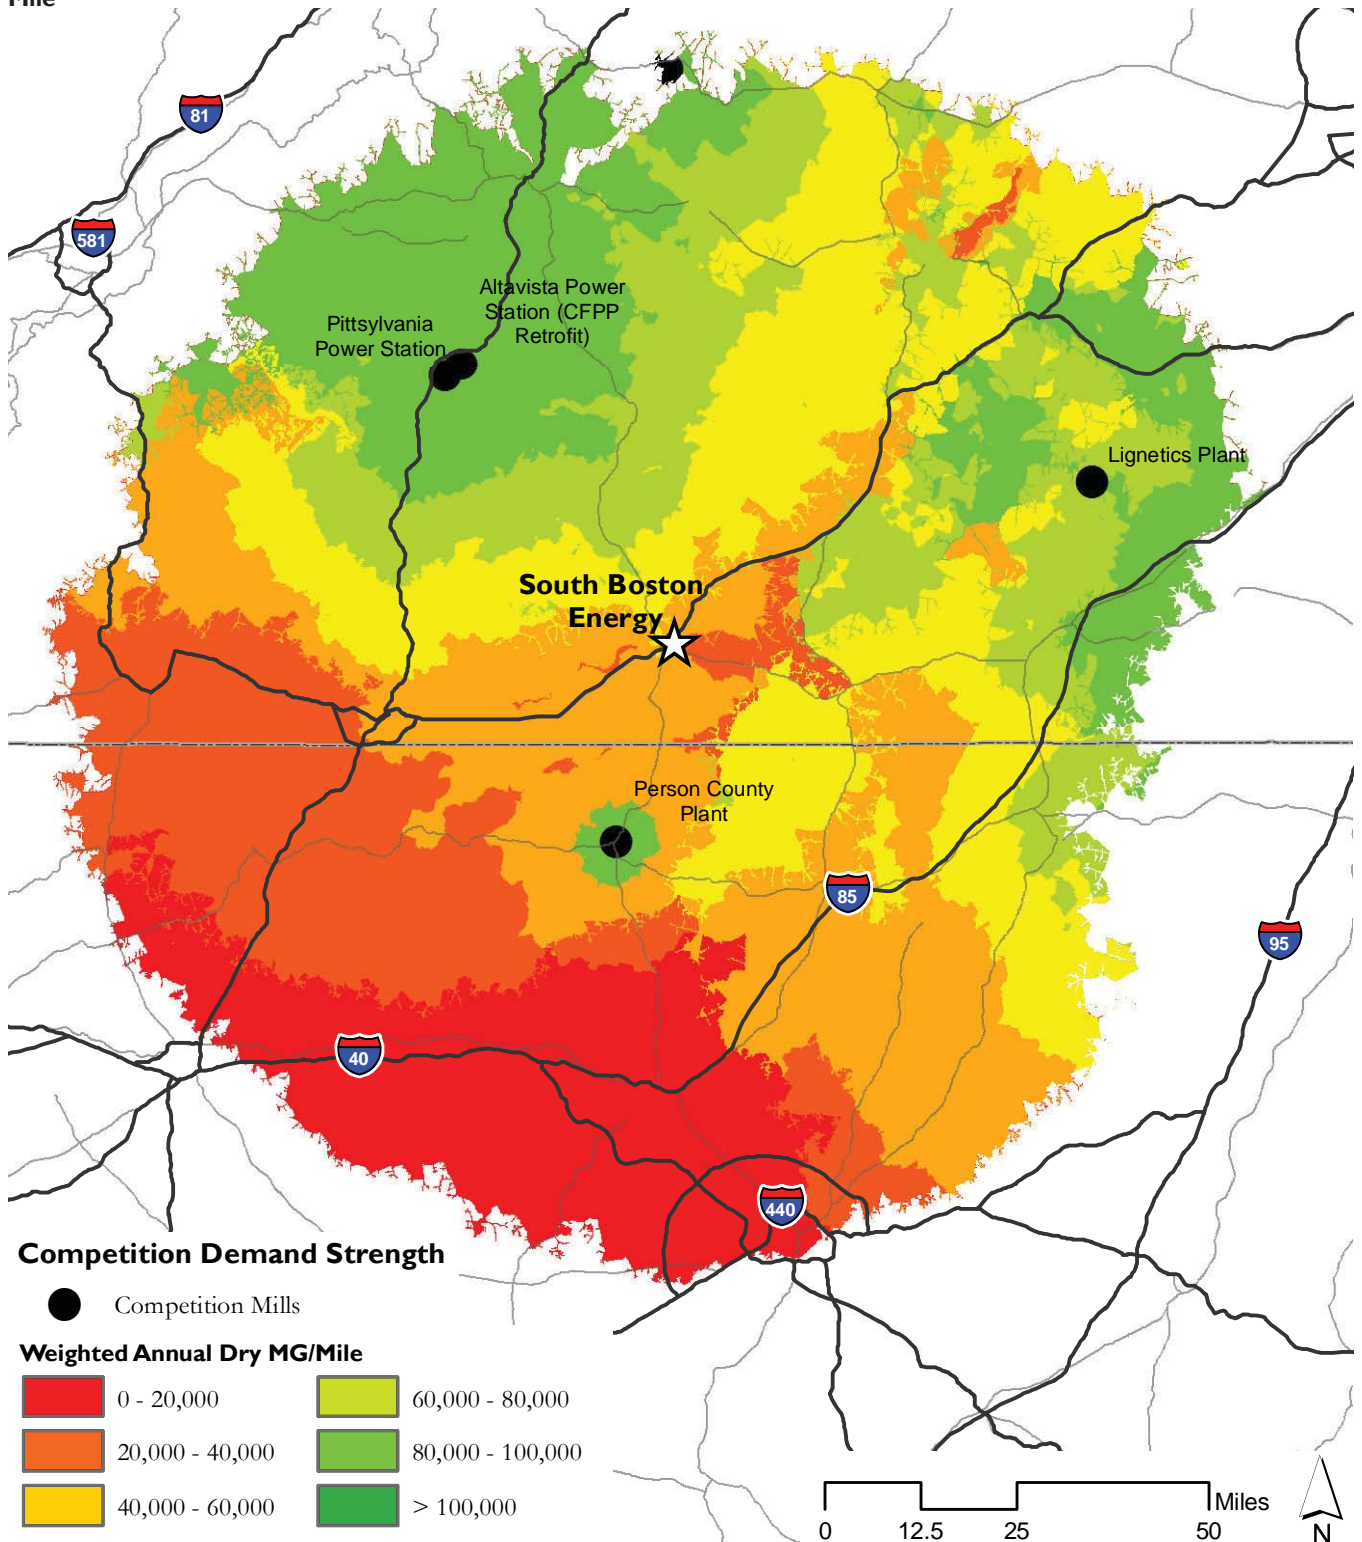 Mile
81
581
Altavista Power
Station (CFPP
Retrofit)
Pittsylvania
Power Station
Lignetics Plant
South Boston
Energy
Person County
Plant
85
95
40
440
Competition Demand Strength
Competition Mills
Weighted Annual Dry MG/Mile
0 - 20,000
60,000 - 80,000
20,000 - 40,000
80,000 - 100,000
40,000 - 60,000
> 100,000
Miles
0 12.5 25 50
N